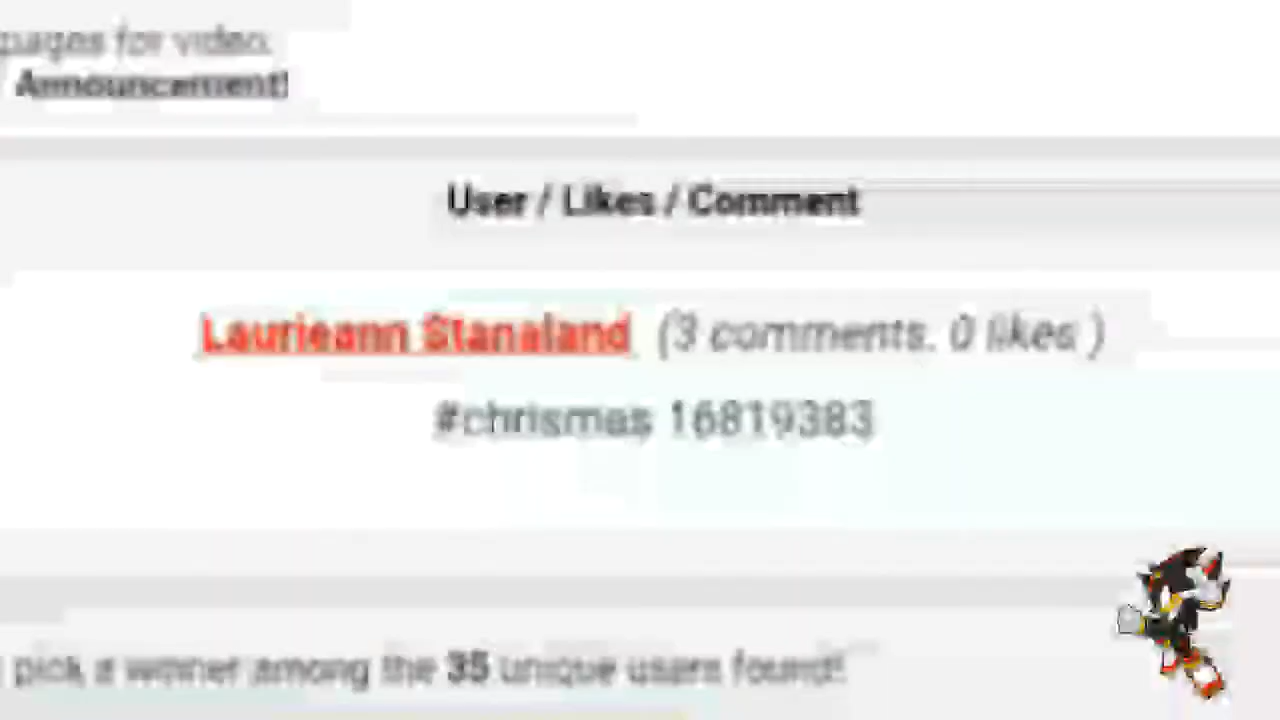 pages for video.
Announcement!
User / Likes / Comment
Laurieann Stanaland (3 comments, 0 likes )
#chrismas 16819383
pick a winner among the 35 unique users found!